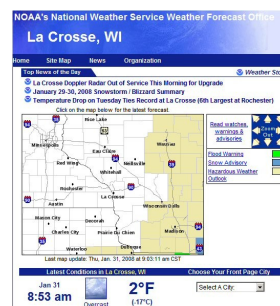 NOAA's National Weather Service Weather Forecast Office
La Crosse, WI
Home Site Map News Organization
Top News of the Day
Weather Sto
La Crosse Doppler Radar Out of Service This Morning for Upgrade
January 29-30, 2008 Snowstorm / Blizzard Summary
Temperature Drop on Tuesday Ties Record at La Crosse (6th Largest at Rochester)
Click on the map below for the latest forecast.
Rice Lake
Minneapolis
Eau Claire
Wausau
Red Wing
Neillsville
Whitehall
Rochester
La Crosse
Austin
Wisconsin Dells
Mason City
Decorah
Charles City
Prairie Du Chien
Madison
Waterloo
Dubuque
Read watches, warnings & advisories
Zoom Out
Flood Warning
Snow Advisory
Hazardous Weather Outlook
Last map update: Thu, Jan. 31, 2008 at 9:03:11 am CST
Latest Conditions in La Crosse, WI
Choose Your Front Page City
Jan 31
8:53 am
Overcast
2°F
(-17°C)
Select A City: